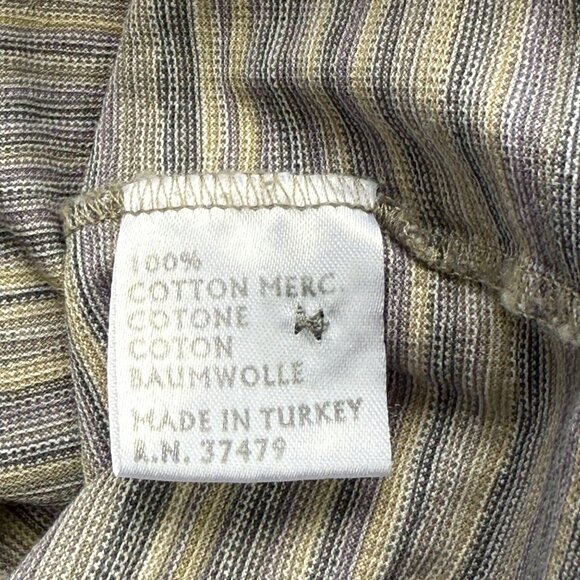 100%
COTTON MERC.
COTONE
COTON
BAUMWOLLE
MADE IN TURKEY
R.N. 37479